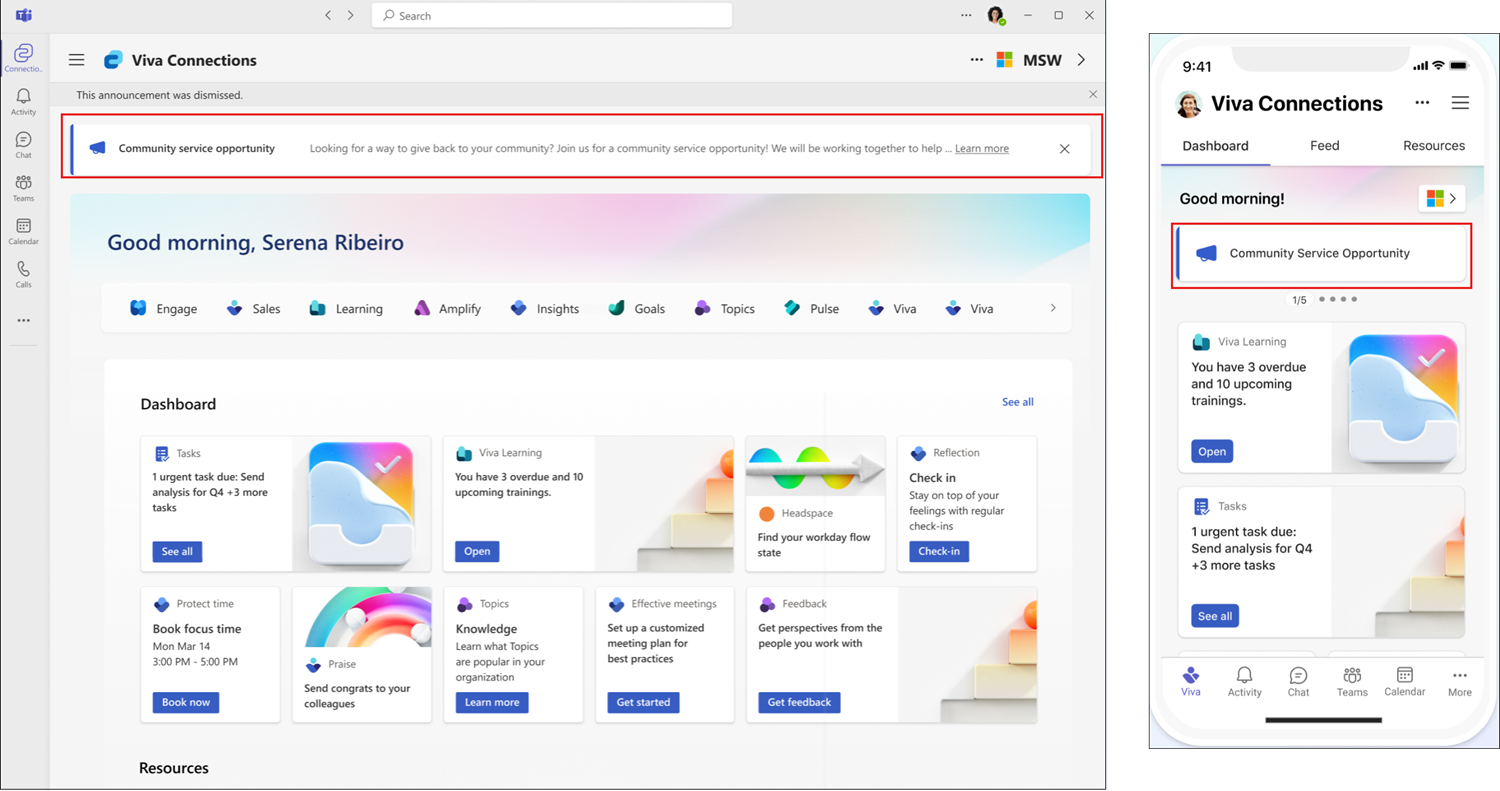 Search
Viva Connections
MSW
Connectio...
Activity
Chat
Teams
Calendar
Calls
This announcement was dismissed.
Community service opportunity
Looking for a way to give back to your community? Join us for a community service opportunity! We will be working together to help ... Learn more
Good morning, Serena Ribeiro
Engage
Sales
Learning
Amplify
Insights
Goals
Topics
Pulse
Viva
Viva
Dashboard
See all
Tasks
1 urgent task due: Send
analysis for Q4 +3 more
tasks
See all
Viva Learning
You have 3 overdue and 10
upcoming trainings.
Open
Headspace
Find your workday flow
state
Reflection
Check in
Stay on top of your
feelings with regular
check-ins
Check-in
Protect time
Book focus time
Mon Mar 14
3:00 PM - 5:00 PM
Book now
Praise
Send congrats to your
colleagues
Topics
Knowledge
Learn what Topics
are popular in your
organization
Learn more
Effective meetings
Set up a customized
meeting plan for
best practices
Get started
Feedback
Get perspectives from the
people you work with
Get feedback
Resources
9:41
Viva Connections
Dashboard
Feed
Resources
Good morning!
Community Service Opportunity
1/5
Viva Learning
You have 3 overdue
and 10 upcoming
trainings.
Open
Tasks
1 urgent task due:
Send analysis for Q4
+3 more tasks
See all
Viva
Activity
Chat
Teams
Calendar
More